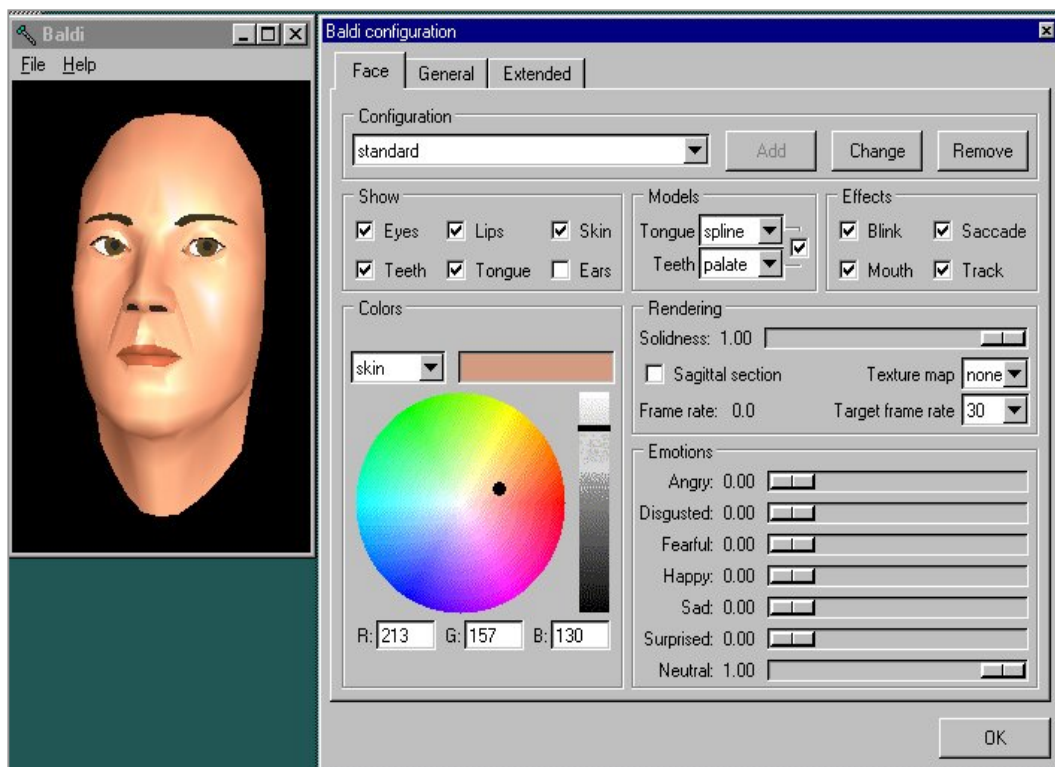 Baldi
File Help
Baldi configuration
Face General Extended
Configuration
standard Add Change Remove
Show
Eyes Lips Skin
Teeth Tongue Ears
Models
Tongue spline
Teeth palate
Effects
Blink Saccade
Mouth Track
Colors
skin
R: 213 G: 157 B: 130
Rendering
Solidness: 1.00
Sagittal section Texture map none
Frame rate: 0.0 Target frame rate 30
Emotions
Angry: 0.00
Disgusted: 0.00
Fearful: 0.00
Happy: 0.00
Sad: 0.00
Surprised: 0.00
Neutral: 1.00
OK